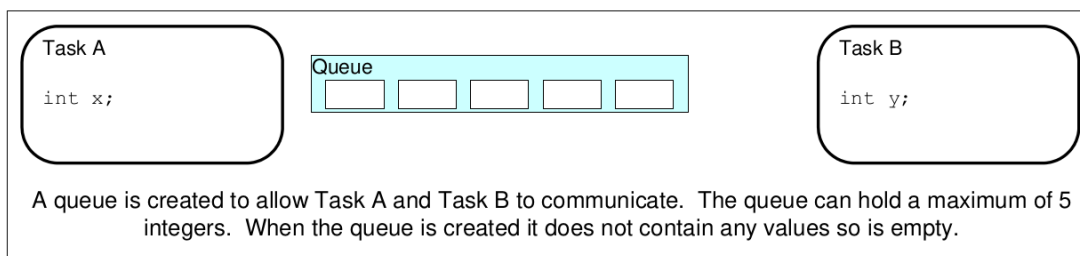 Task A
int x;
Queue
Task B
int y;
A queue is created to allow Task A and Task B to communicate.  The queue can hold a maximum of 5
integers.  When the queue is created it does not contain any values so is empty.